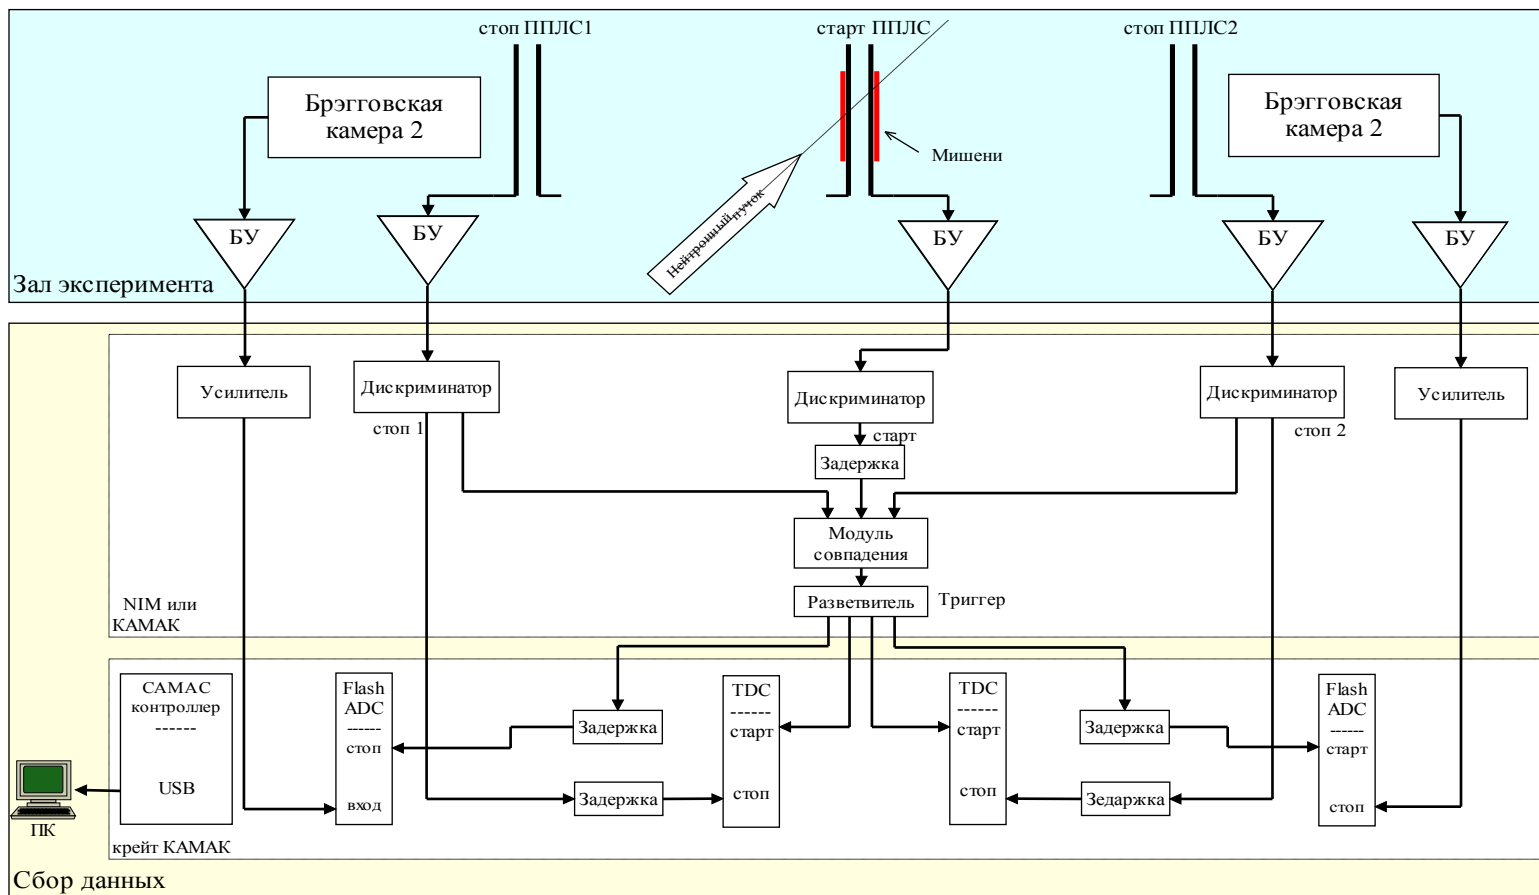 стоп ППЛС1
старт ППЛС
стоп ППЛС2
Брэгговская
камера 2
Брэгговская
камера 2
Мишени
Нейтронный пучок
БУ
БУ
БУ
БУ
БУ
Зал эксперимента
Усилитель
Дискриминатор
Дискриминатор
Дискриминатор
Усилитель
стоп 1
старт
стоп 2
Задержка
Модуль
совпадения
Разветвитель
Триггер
NIM или
КАМАК
САМАС
контроллер
------
USB
Flash
ADC
------
стоп
вход
Задержка
Задержка
TDC
------
старт
стоп
TDC
------
старт
стоп
Задержка
Зедаржка
Flash
ADC
------
старт
стоп
ПК
крейт КАМАК
Сбор данных